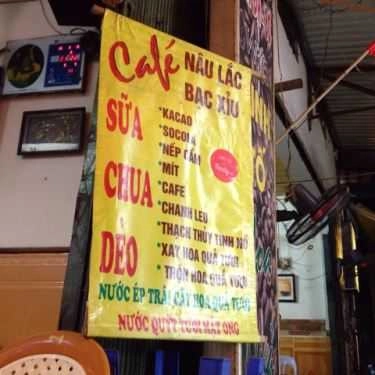 Café NÂU LẮC
BẠC XỈU
SỮA
CHUA
DẺO
*KACAO
*SOCOLA
*NẾP CẨM
*MÍT
*CAFE
*CHANH LEO
*THẠCH THỦY TINH NỔ
*XAY HOA QUẢ TƯƠI
*TRỘN HOA QUẢ TƯƠI
NƯỚC ÉP TRÁI CÂY HOA QUẢ TƯƠI
NƯỚC QUÝT TƯƠI MẬT ONG